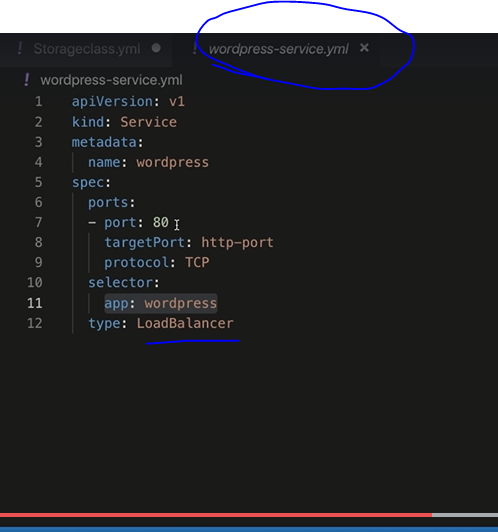 ! Storageclass.yml ● ! wordpress-service.yml ×
! wordpress-service.yml
1 apiVersion: v1
2 kind: Service
3 metadata:
4   name: wordpress
5 spec:
6   ports:
7   - port: 80
8     targetPort: http-port
9     protocol: TCP
10   selector:
11     app: wordpress
12   type: LoadBalancer